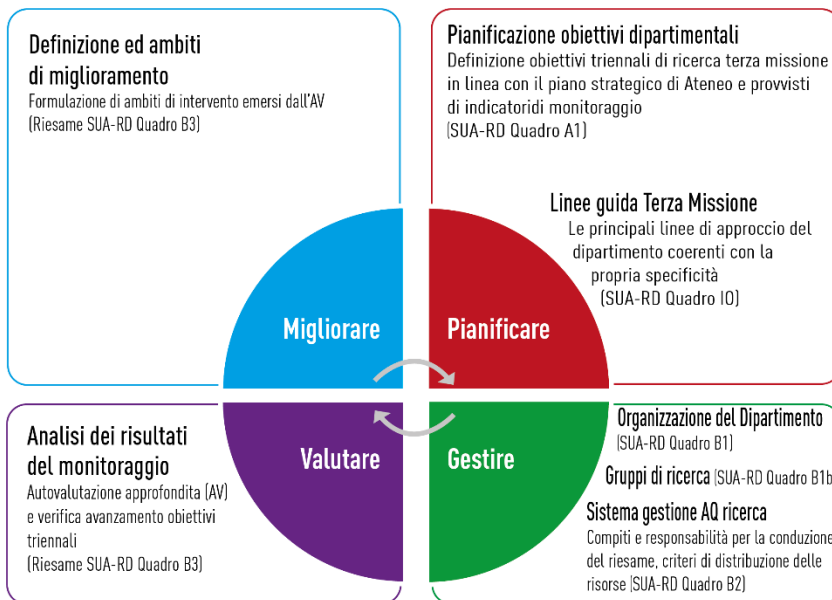 Definizione ed ambiti
di miglioramento
Formulazione di ambiti di intervento emersi dall'AV
(Riesame SUA-RD Quadro B3)
Pianificazione obiettivi dipartimentali
Definizione obiettivi triennali di ricerca terza missione
in linea con il piano strategico di Ateneo e provvisti
di indicatoridi monitoraggio
(SUA-RD Quadro A1)
Linee guida Terza Missione
Le principali linee di approccio del
dipartimento coerenti con la
propria specificità
(SUA-RD Quadro I0)
Migliorare
Pianificare
Valutare
Gestire
Analisi dei risultati
del monitoraggio
Autovalutazione approfondita (AV)
e verifica avanzamento obiettivi
triennali
(Riesame SUA-RD Quadro B3)
Organizzazione del Dipartimento
(SUA-RD Quadro B1)
Gruppi di ricerca (SUA-RD Quadro B1b
Sistema gestione AQ ricerca
Compiti e responsabilità per la conduzione
del riesame, criteri di distribuzione delle
risorse (SUA-RD Quadro B2)